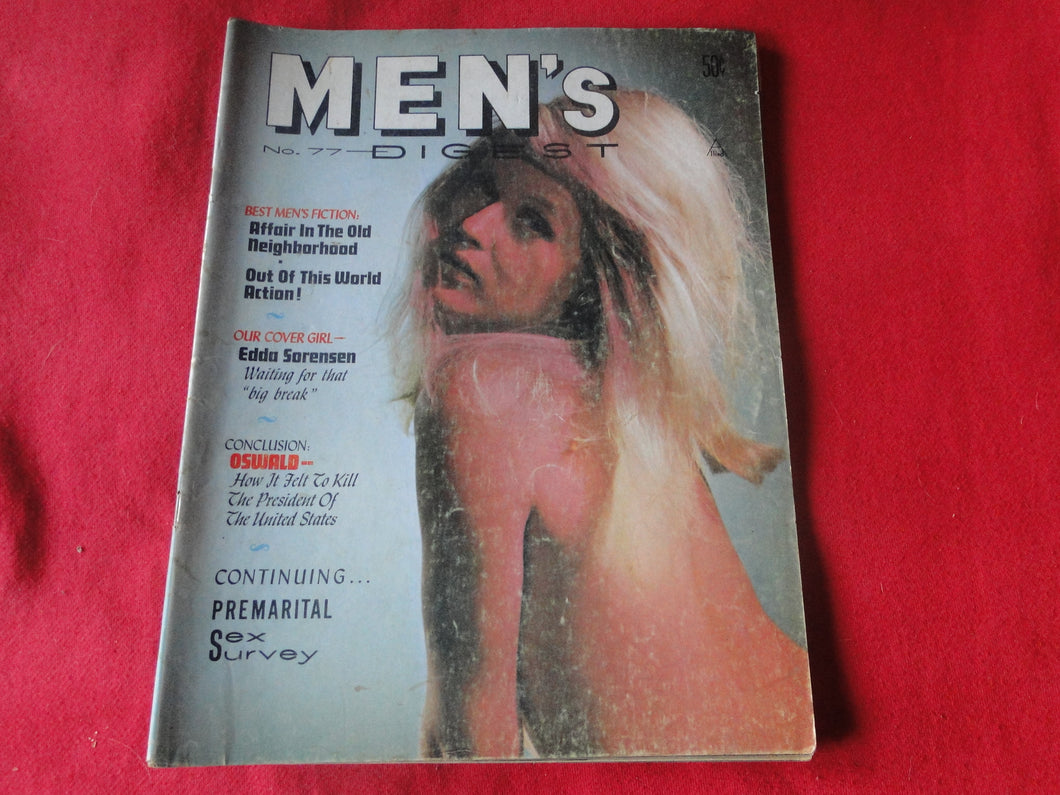 MEN's
50¢
No. 77—DIGEST
BEST MEN'S FICTION:
Affair In The Old
Neighborhood
Out Of This World
Action!
OUR COVER GIRL—
Edda Sorensen
Waiting for that
"big break"
CONCLUSION:
OSWALD—
How It Felt To Kill
The President Of
The United States
CONTINUING...
PREMARITAL
Sex
Survey